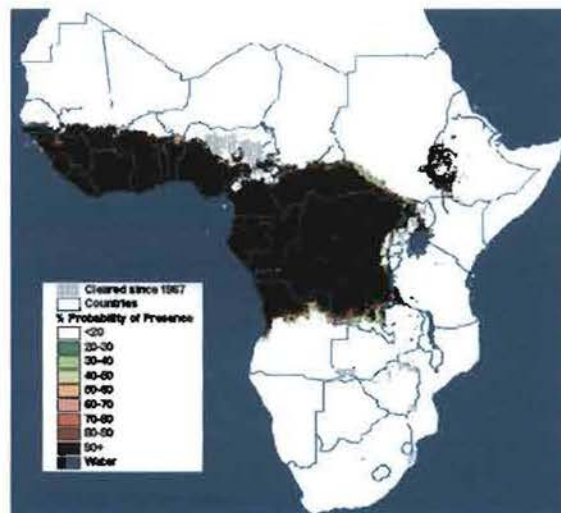 Cleared since 1967
Countries
% Probability of Presence
<20
20-30
30-40
40-50
50-60
60-70
70-80
80-90
90+
Water